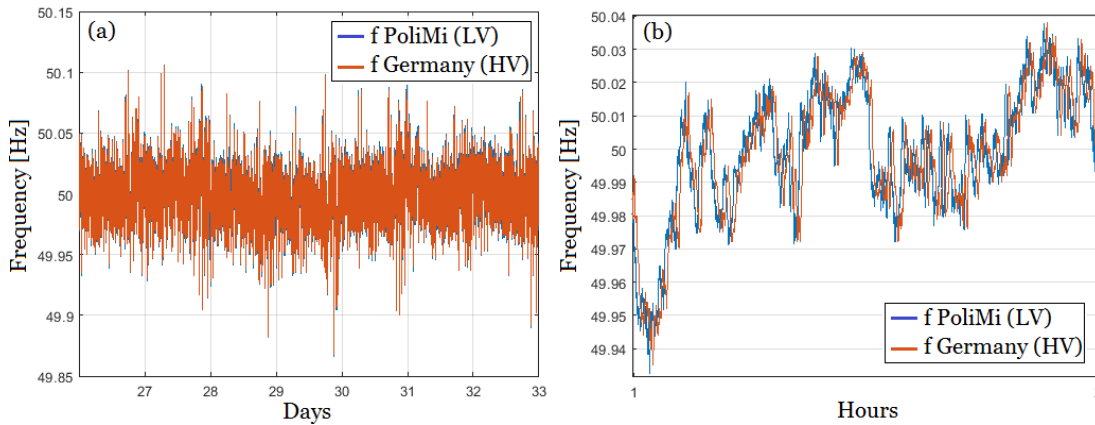 (a)
f PoliMi (LV)
f Germany (HV)
Frequency [Hz]
50.15
50.1
50.05
50
49.95
49.9
49.85
27
28
29
30
31
32
33
Days
(b)
Frequency [Hz]
50.04
50.03
50.02
50.01
50
49.99
49.98
49.97
49.96
49.95
49.94
f PoliMi (LV)
f Germany (HV)
1
Hours